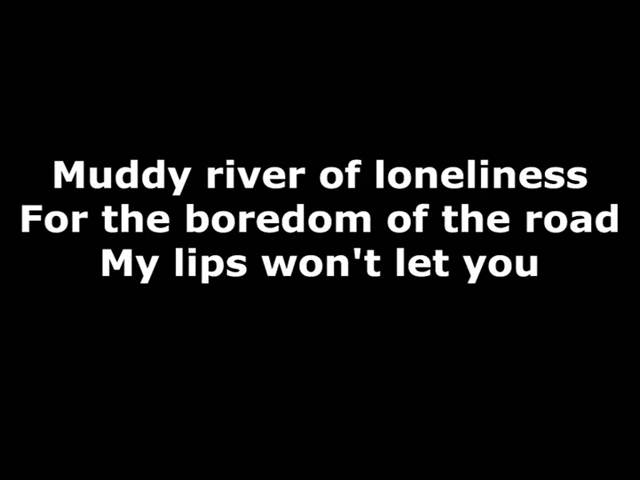 Muddy river of loneliness
For the boredom of the road
My lips won't let you